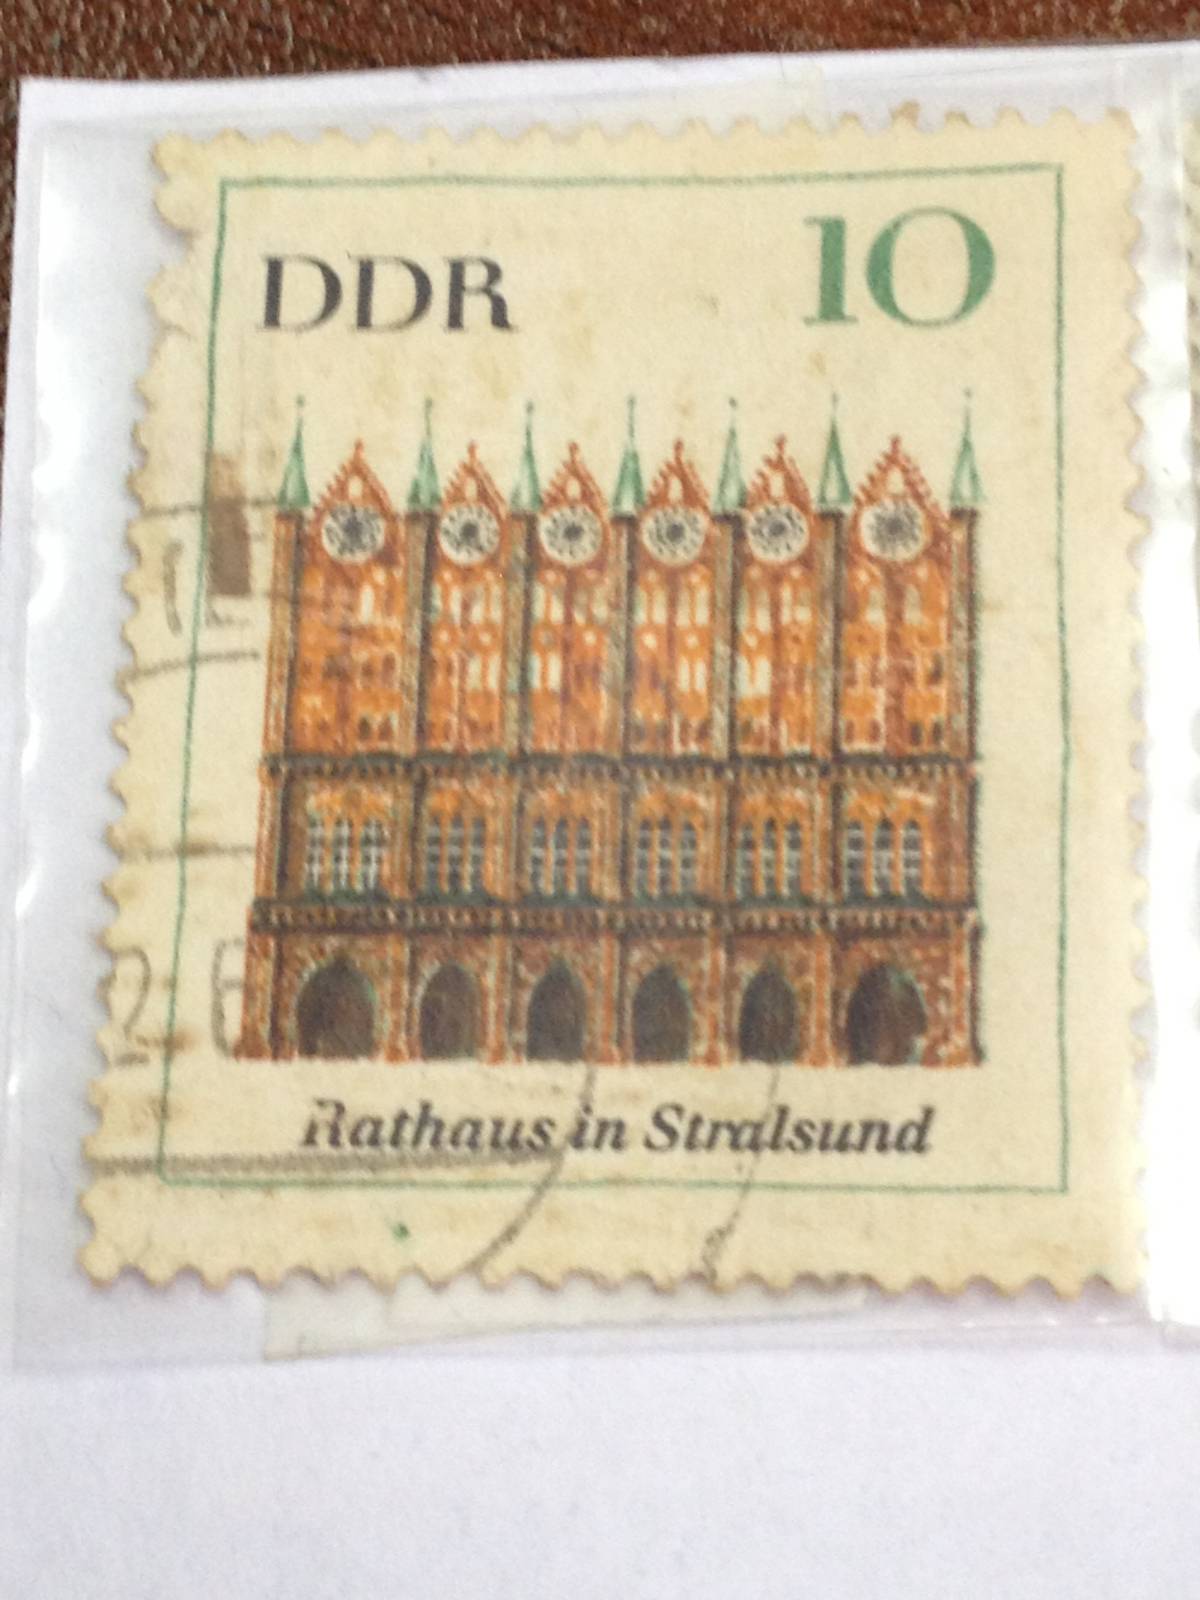 DDR 10
Rathaus in Stralsund